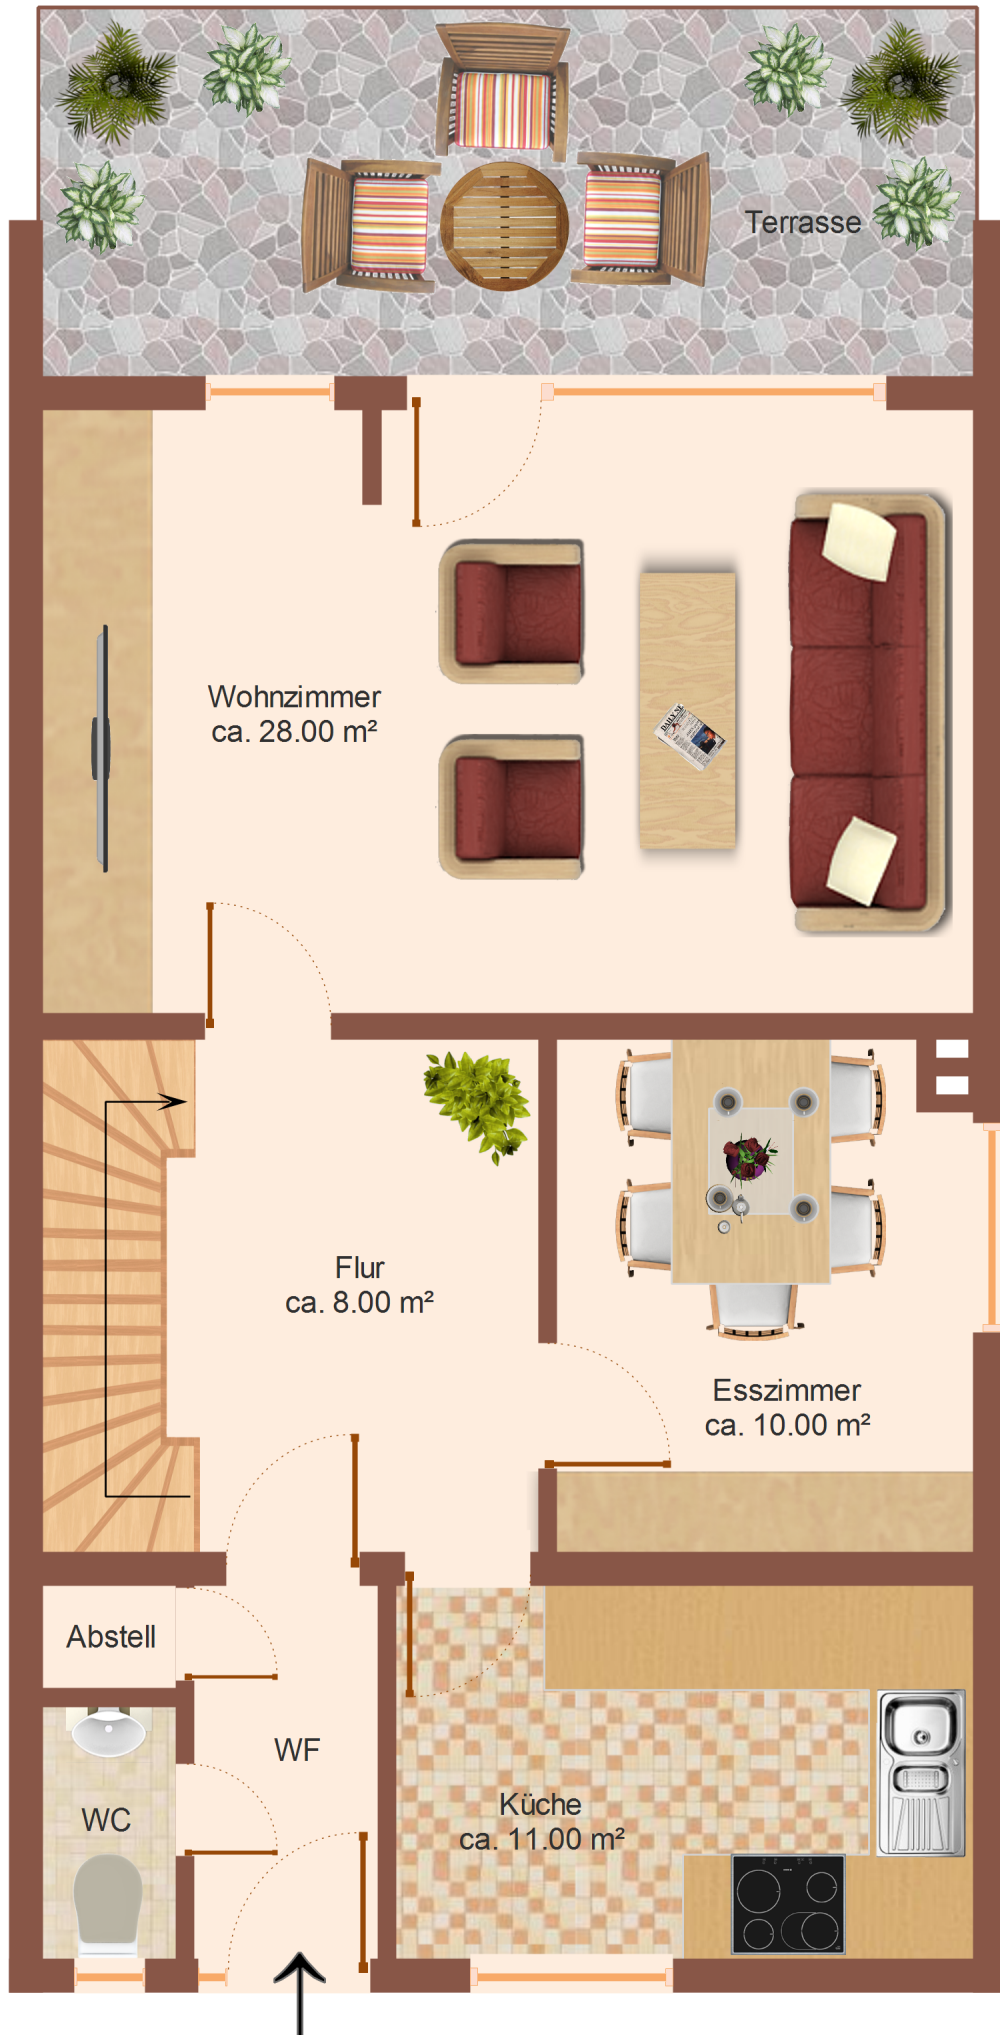 Terrasse
Wohnzimmer
ca. 28.00 m²
Flur
ca. 8.00 m²
Esszimmer
ca. 10.00 m²
Abstell
WF
WC
Küche
ca. 11.00 m²